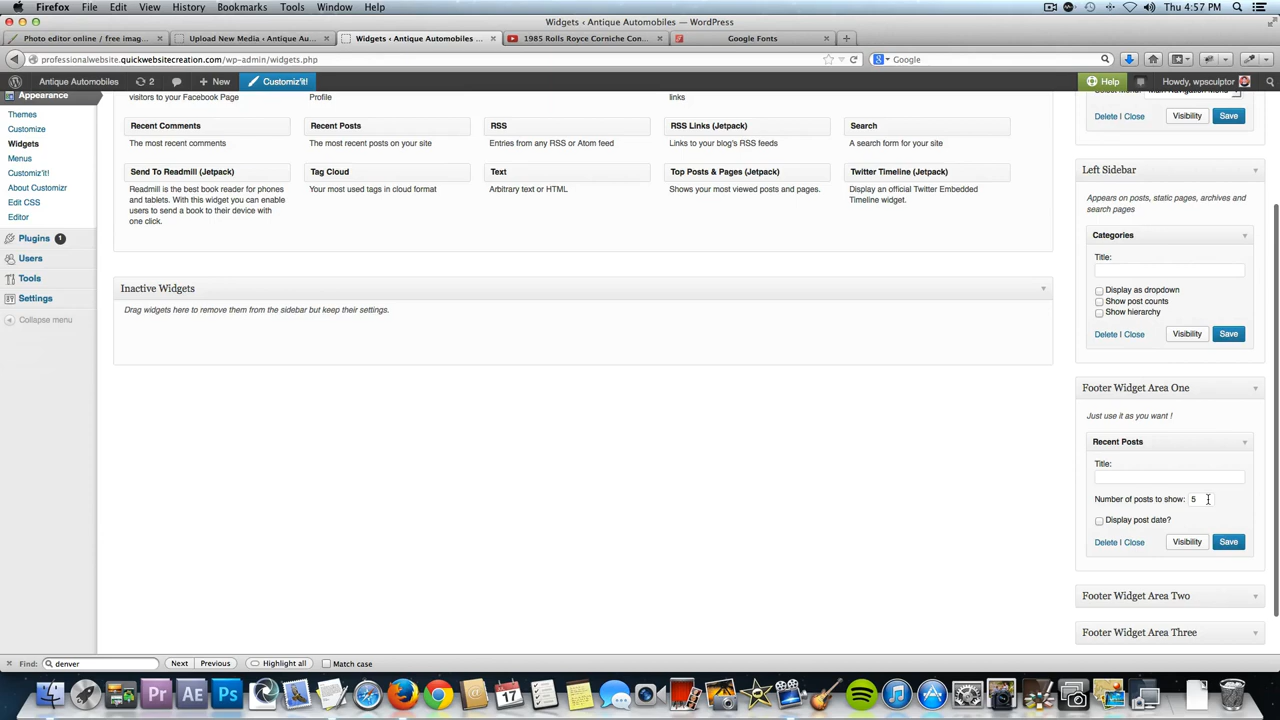 Firefox File Edit View History Bookmarks Tools Window Help Thu 4:57 PM
Widgets ‹ Antique Automobiles — WordPress
Photo editor online / free imag... Upload New Media ‹ Antique Au... Widgets ‹ Antique Automobiles ... 1985 Rolls Royce Corniche Con... Google Fonts
professionalwebsite.quickwebsitecreation.com/wp-admin/widgets.php Google
Antique Automobiles 2 New Customiz'it! Help Howdy, wpsculptor
Appearance
Themes
Customize
Widgets
Menus
Customiz'it!
About Customizr
Edit CSS
Editor
Plugins 1
Users
Tools
Settings
Collapse menu
visitors to your Facebook Page Profile links
Recent Comments Recent Posts RSS RSS Links (Jetpack) Search
The most recent comments The most recent posts on your site Entries from any RSS or Atom feed Links to your blog's RSS feeds A search form for your site
Send To Readmill (Jetpack) Tag Cloud Text Top Posts & Pages (Jetpack) Twitter Timeline (Jetpack)
Readmill is the best book reader for phones Your most used tags in cloud format Arbitrary text or HTML Shows your most viewed posts and pages. Display an official Twitter Embedded
and tablets. With this widget you can enable Timeline widget.
users to send a book to their device with
one click.
Inactive Widgets
Drag widgets here to remove them from the sidebar but keep their settings.
Select Menu: Main Navigation Menu
Delete | Close Visibility Save
Left Sidebar
Appears on posts, static pages, archives and
search pages
Categories
Title:
Display as dropdown
Show post counts
Show hierarchy
Delete | Close Visibility Save
Footer Widget Area One
Just use it as you want !
Recent Posts
Title:
Number of posts to show: 5
Display post date?
Delete | Close Visibility Save
Footer Widget Area Two
Footer Widget Area Three
Find: denver Next Previous Highlight all Match case
Pr Ae Ps 17